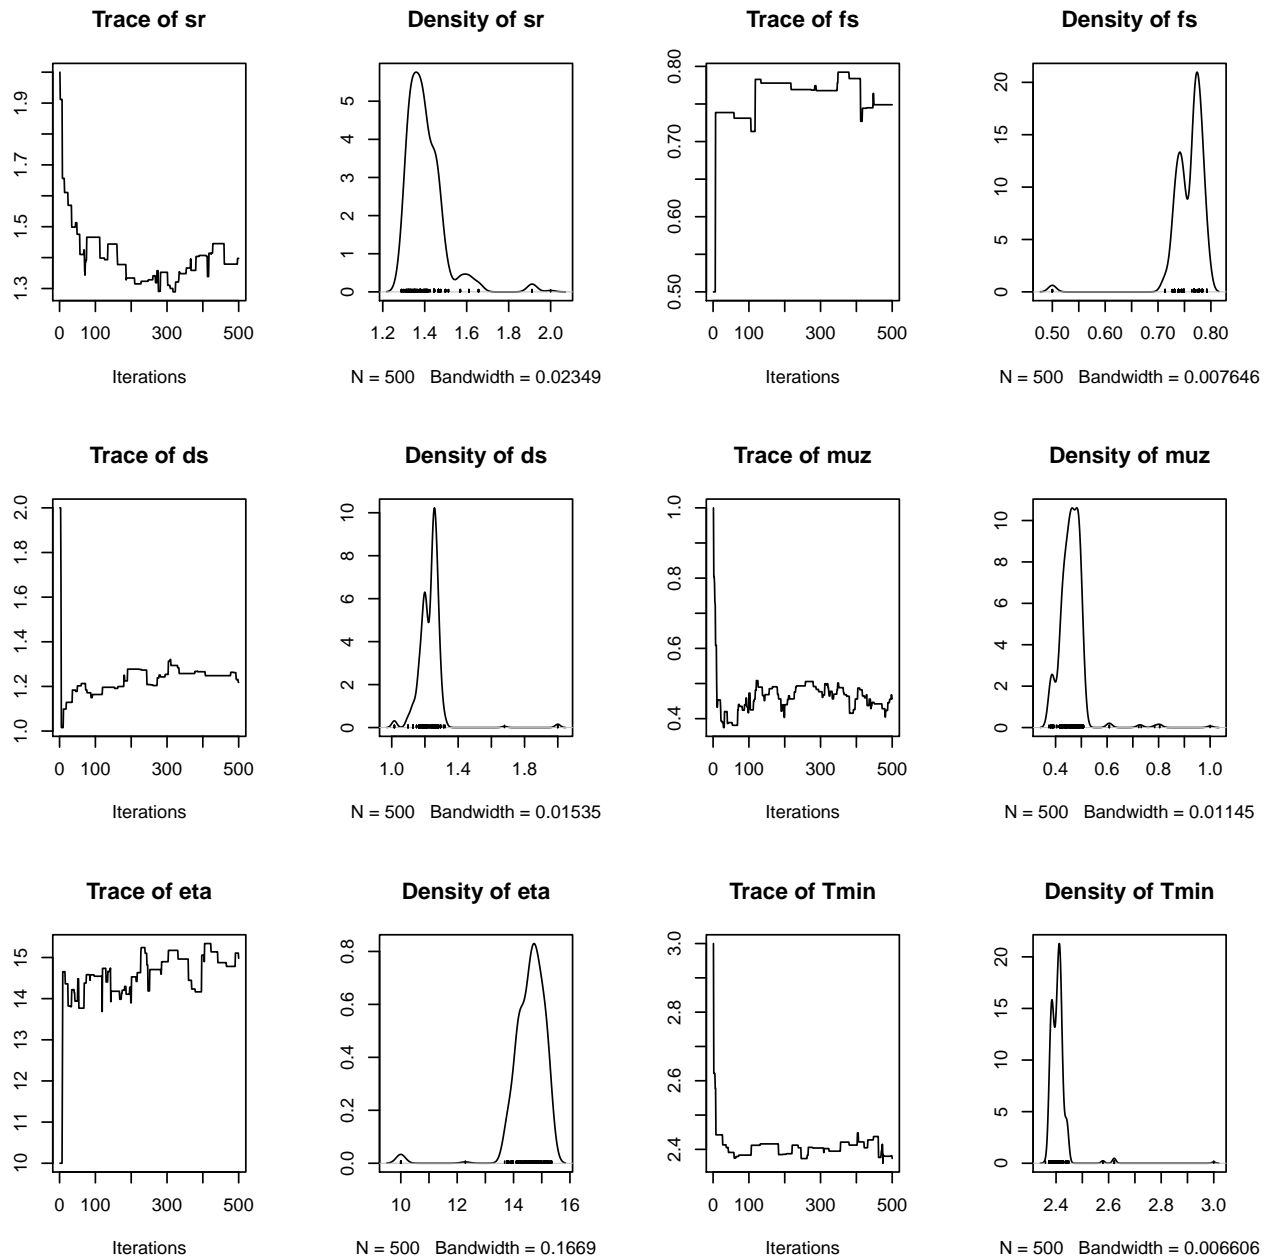 Trace of sr
Density of sr
Trace of fs
Density of fs
1.3 1.5 1.7 1.9
0 1 2 3 4 5
0.50 0.60 0.70 0.80
0 5 10 15 20
0 100 300 500
1.2 1.4 1.6 1.8 2.0
0 100 300 500
0.50 0.60 0.70 0.80
Iterations
N = 500 Bandwidth = 0.02349
Iterations
N = 500 Bandwidth = 0.007646
Trace of ds
Density of ds
Trace of muz
Density of muz
1.0 1.2 1.4 1.6 1.8 2.0
0 2 4 6 8 10
0.4 0.6 0.8 1.0
0 2 4 6 8 10
0 100 300 500
1.0 1.4 1.8
0 100 300 500
0.4 0.6 0.8 1.0
Iterations
N = 500 Bandwidth = 0.01535
Iterations
N = 500 Bandwidth = 0.01145
Trace of eta
Density of eta
Trace of Tmin
Density of Tmin
10 11 12 13 14 15
0.0 0.2 0.4 0.6 0.8
2.4 2.6 2.8 3.0
0 5 10 15 20
0 100 300 500
10 12 14 16
0 100 300 500
2.4 2.6 2.8 3.0
Iterations
N = 500 Bandwidth = 0.1669
Iterations
N = 500 Bandwidth = 0.006606